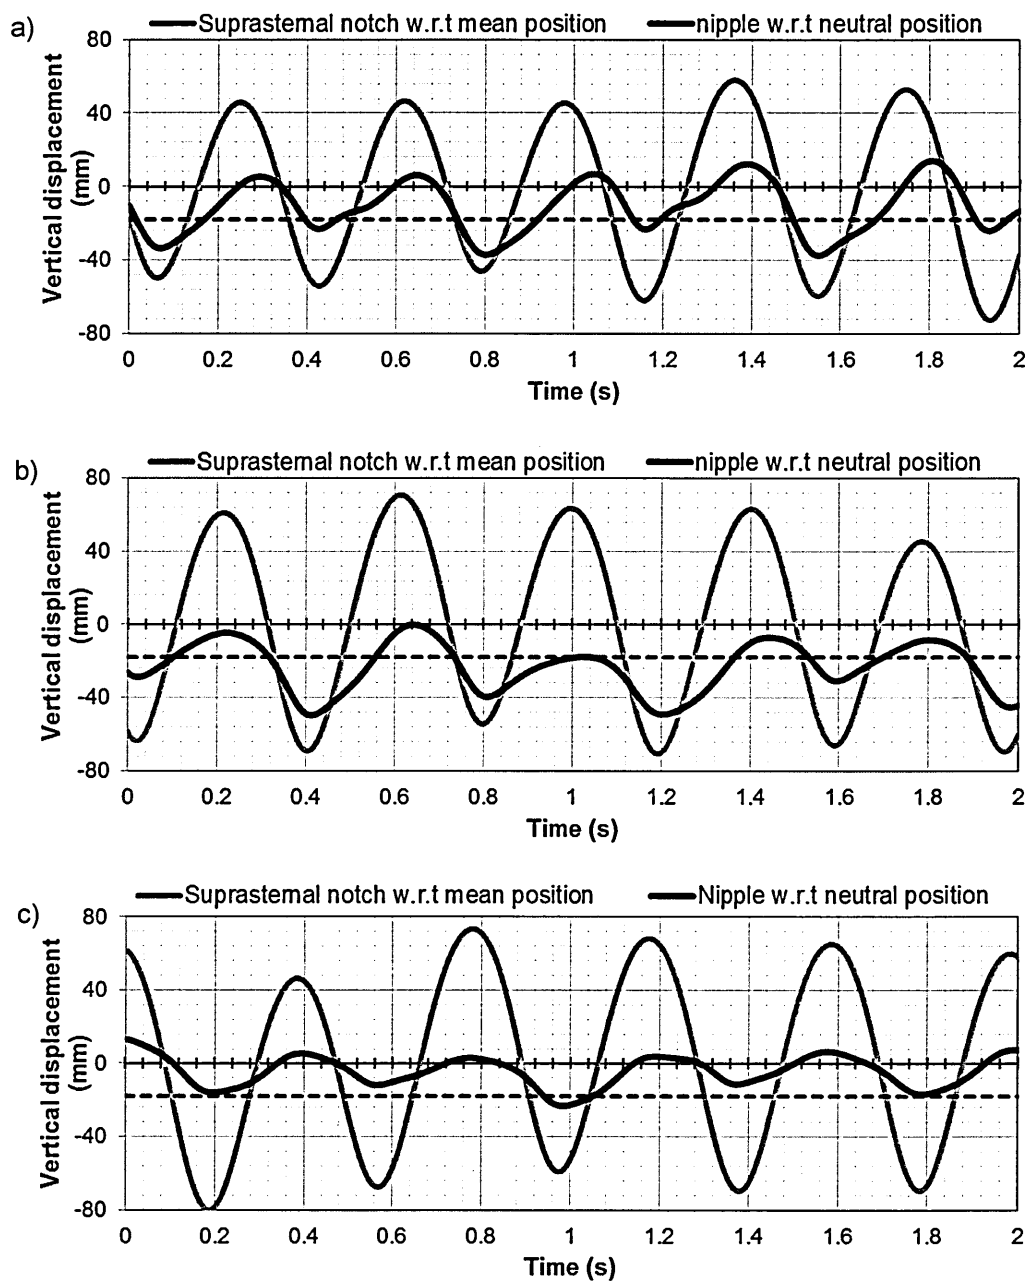 a)
Suprasternal notch w.r.t mean position nipple w.r.t neutral position
Vertical displacement
(mm)
80
40
0
-40
-80
0 0.2 0.4 0.6 0.8 1 1.2 1.4 1.6 1.8 2
Time (s)
b)
Suprasternal notch w.r.t mean position nipple w.r.t neutral position
Vertical displacement
(mm)
80
40
0
-40
-80
0 0.2 0.4 0.6 0.8 1 1.2 1.4 1.6 1.8 2
Time (s)
c)
Suprasternal notch w.r.t mean position Nipple w.r.t neutral position
Vertical displacement
(mm)
80
40
0
-40
-80
0 0.2 0.4 0.6 0.8 1 1.2 1.4 1.6 1.8 2
Time (s)